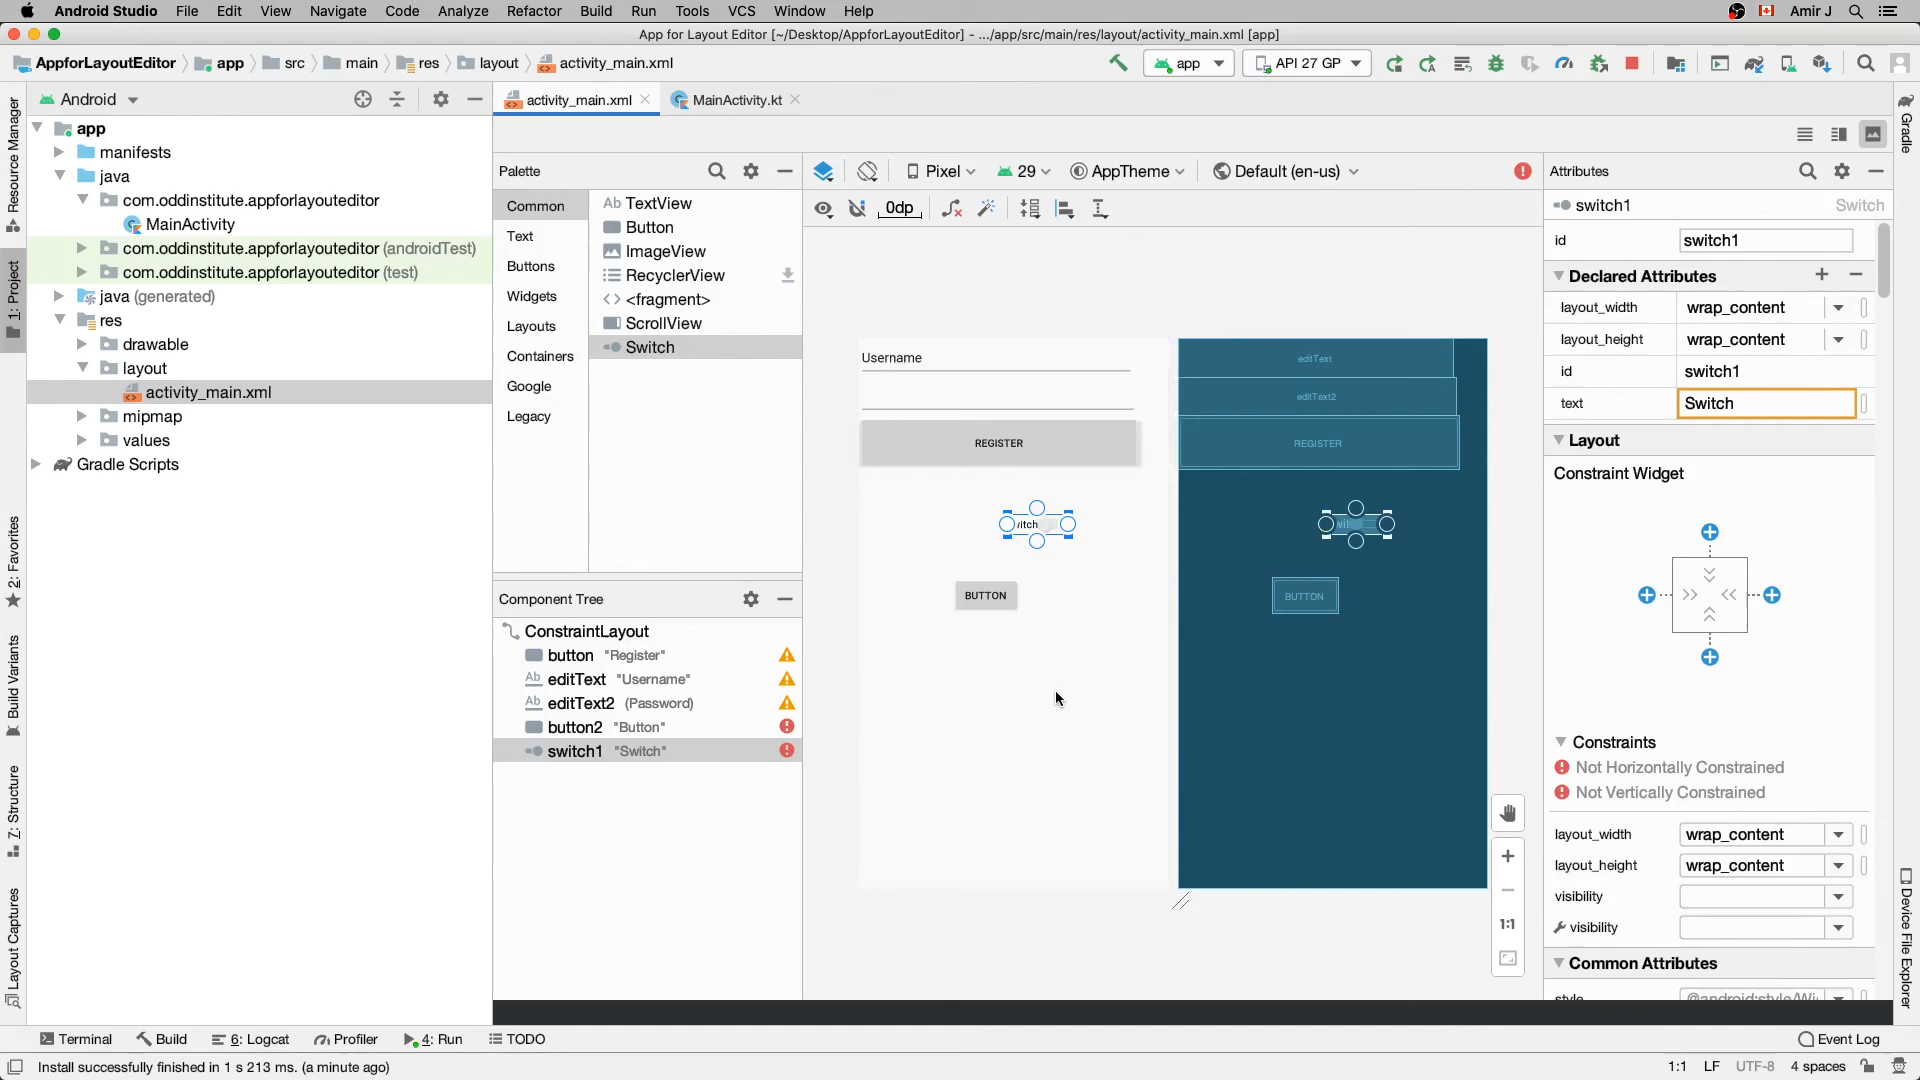 Android Studio File Edit View Navigate Code Analyze Refactor Build Run Tools VCS Window Help Amir J
App for Layout Editor [~/Desktop/AppforLayoutEditor] - .../app/src/main/res/layout/activity_main.xml [app]
AppforLayoutEditor app src main res layout activity_main.xml app API 27 GP
Android activity_main.xml MainActivity.kt
Resource Manager
1: Project
2: Favorites
Build Variants
7: Structure
Layout Captures
app
manifests
java
com.oddinstitute.appforlayouteditor
MainActivity
com.oddinstitute.appforlayouteditor (androidTest)
com.oddinstitute.appforlayouteditor (test)
java (generated)
res
drawable
layout
activity_main.xml
mipmap
values
Gradle Scripts
Palette
Common
Text
Buttons
Widgets
Layouts
Containers
Google
Legacy
Ab TextView
Button
ImageView
RecyclerView
<> <fragment>
ScrollView
Switch
Component Tree
ConstraintLayout
button "Register"
Ab editText "Username"
Ab editText2 (Password)
button2 "Button"
switch1 "Switch"
Pixel 29 AppTheme Default (en-us)
0dp
Username
REGISTER
itch
BUTTON
editText
editText2
REGISTER
BUTTON
1:1
Attributes
switch1 Switch
id switch1
Declared Attributes
layout_width wrap_content
layout_height wrap_content
id switch1
text Switch
Layout
Constraint Widget
Constraints
Not Horizontally Constrained
Not Vertically Constrained
layout_width wrap_content
layout_height wrap_content
visibility
visibility
Common Attributes
Gradle
Device File Explorer
Terminal Build 6: Logcat Profiler 4: Run TODO Event Log
Install successfully finished in 1 s 213 ms. (a minute ago) 1:1 LF UTF-8 4 spaces